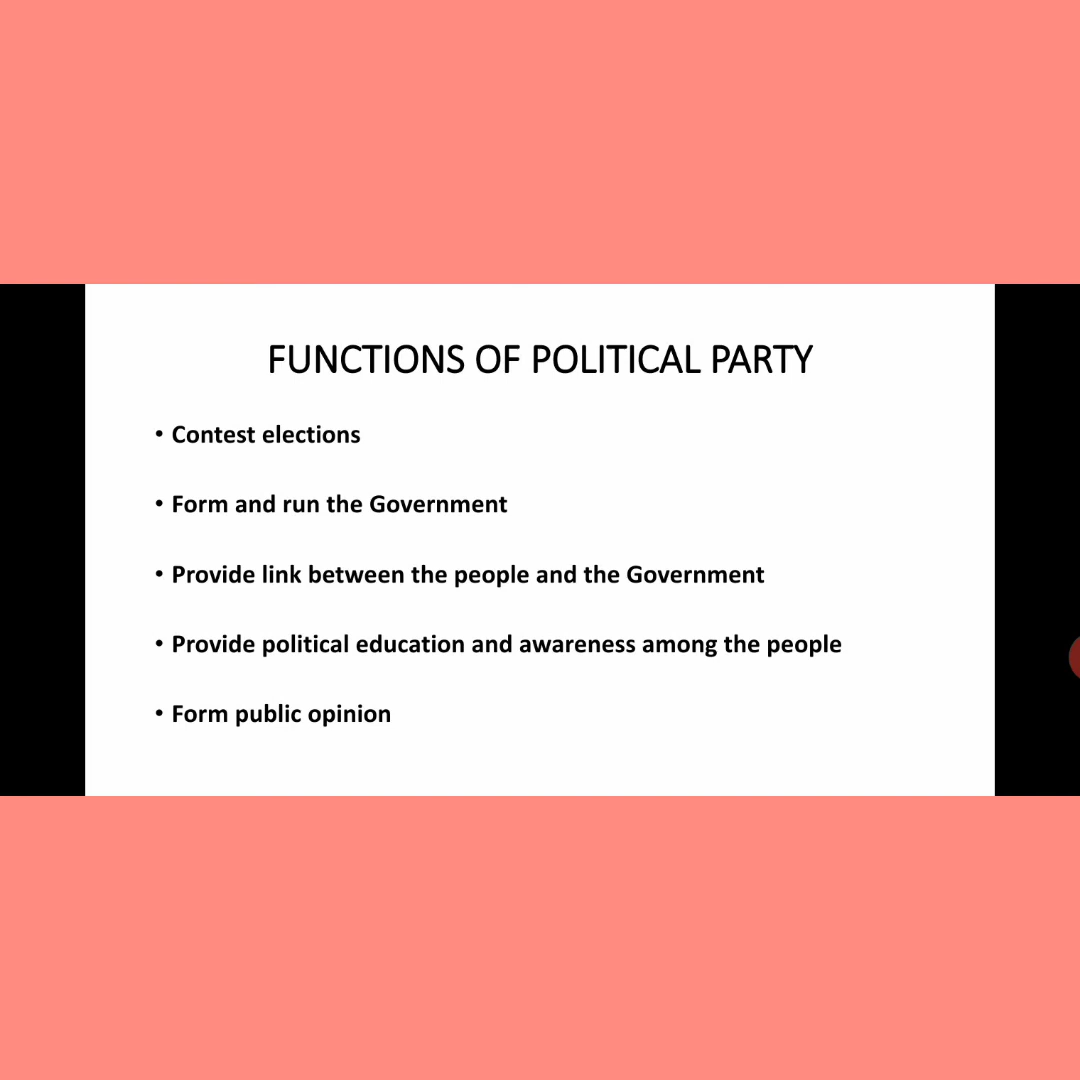 FUNCTIONS OF POLITICAL PARTY
• Contest elections
• Form and run the Government
• Provide link between the people and the Government
• Provide political education and awareness among the people
• Form public opinion